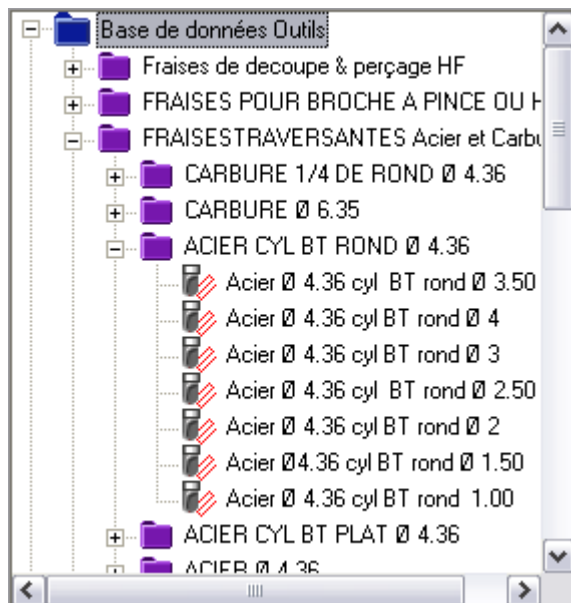 Base de données Outils
Fraises de decoupe & perçage HF
FRAISES POUR BROCHE A PINCE OU
FRAISESTRAVERSANTES Acier et
CARBURE 1/4 DE ROND Ø 4.36
CARBURE Ø 6.35
ACIER CYL BT ROND Ø 4.36
Acier Ø 4.36 cyl BT rond Ø 3.50
Acier Ø 4.36 cyl BT rond Ø 4
Acier Ø 4.36 cyl BT rond Ø 3
Acier Ø 4.36 cyl BT rond Ø 2.50
Acier Ø 4.36 cyl BT rond Ø 2
Acier Ø4.36 cyl BT rond Ø 1.50
Acier Ø 4.36 cyl BT rond 1.00
ACIER CYL BT PLAT Ø 4.36
ACIER Ø 4.36